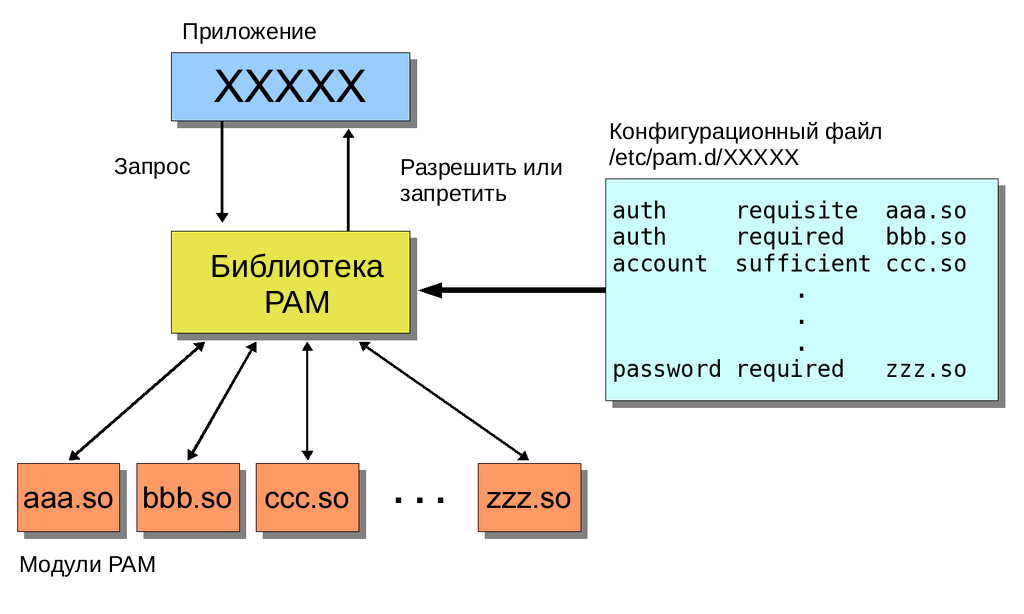 Приложение
XXXXX
Запрос
Разрешить или
запретить
Библиотека
PAM
Конфигурационный файл
/etc/pam.d/XXXXX
auth requisite aaa.so
auth required bbb.so
account sufficient ccc.so
.
.
.
password required zzz.so
aaa.so bbb.so ccc.so . . . zzz.so
Модули PAM